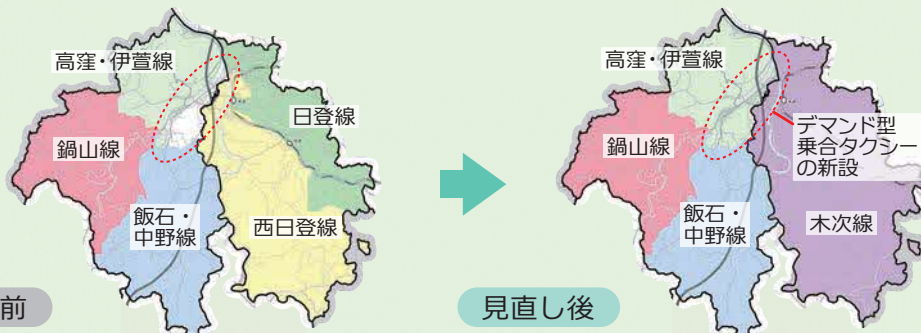 高窪・伊萱線
日登線
鍋山線
飯石・
中野線
西日登線
前
高窪・伊萱線
デマンド型
乗合タクシー
の新設
鍋山線
飯石・
中野線
木次線
見直し後